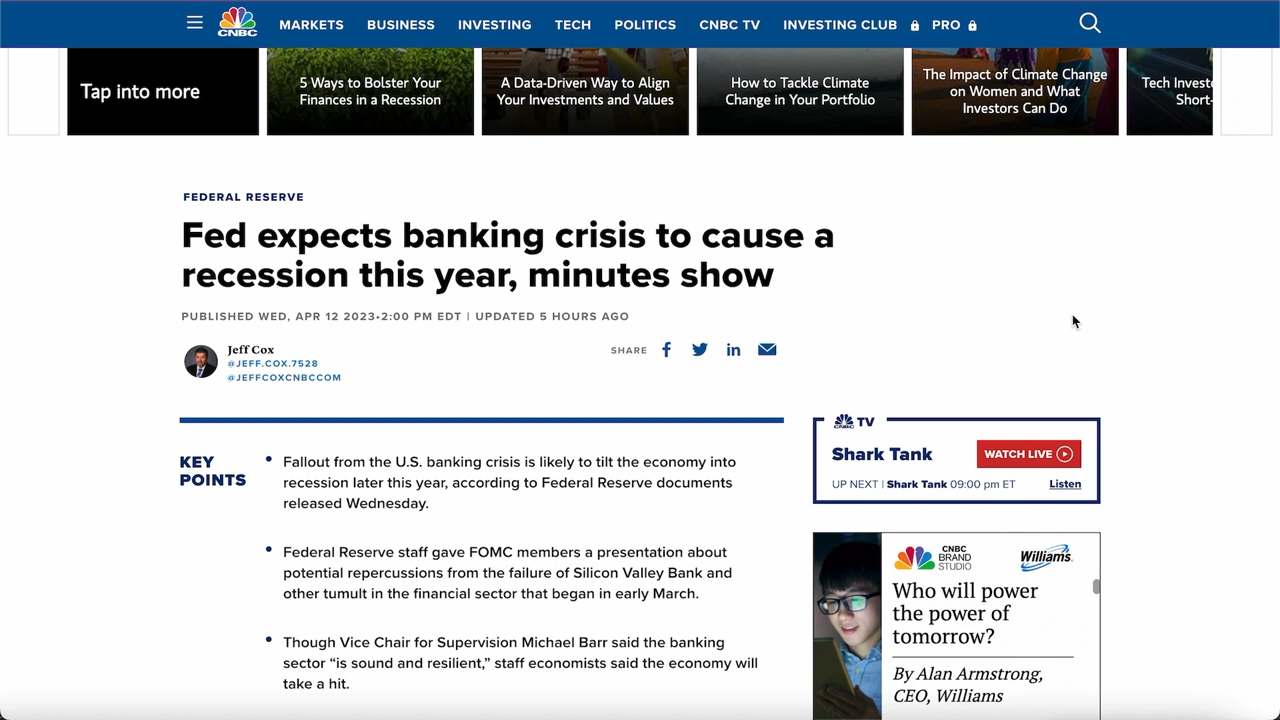 CNBC
MARKETS
BUSINESS
INVESTING
TECH
POLITICS
CNBC TV
INVESTING CLUB
PRO
Tap into more
5 Ways to Bolster Your
Finances in a Recession
A Data-Driven Way to Align
Your Investments and Values
How to Tackle Climate
Change in Your Portfolio
The Impact of Climate Change
on Women and What
Investors Can Do
Tech Investe
Short-
FEDERAL RESERVE
Fed expects banking crisis to cause a
recession this year, minutes show
PUBLISHED WED, APR 12 2023•2:00 PM EDT | UPDATED 5 HOURS AGO
Jeff Cox
@JEFF.COX.7528
@JEFFCOXCNBCCOM
SHARE
KEY
POINTS
• Fallout from the U.S. banking crisis is likely to tilt the economy into
recession later this year, according to Federal Reserve documents
released Wednesday.
• Federal Reserve staff gave FOMC members a presentation about
potential repercussions from the failure of Silicon Valley Bank and
other tumult in the financial sector that began in early March.
• Though Vice Chair for Supervision Michael Barr said the banking
sector “is sound and resilient,” staff economists said the economy will
take a hit.
CNBC TV
Shark Tank
WATCH LIVE
UP NEXT | Shark Tank 09:00 pm ET
Listen
CNBC
BRAND
STUDIO
Williams
Who will power
the power of
tomorrow?
By Alan Armstrong,
CEO, Williams